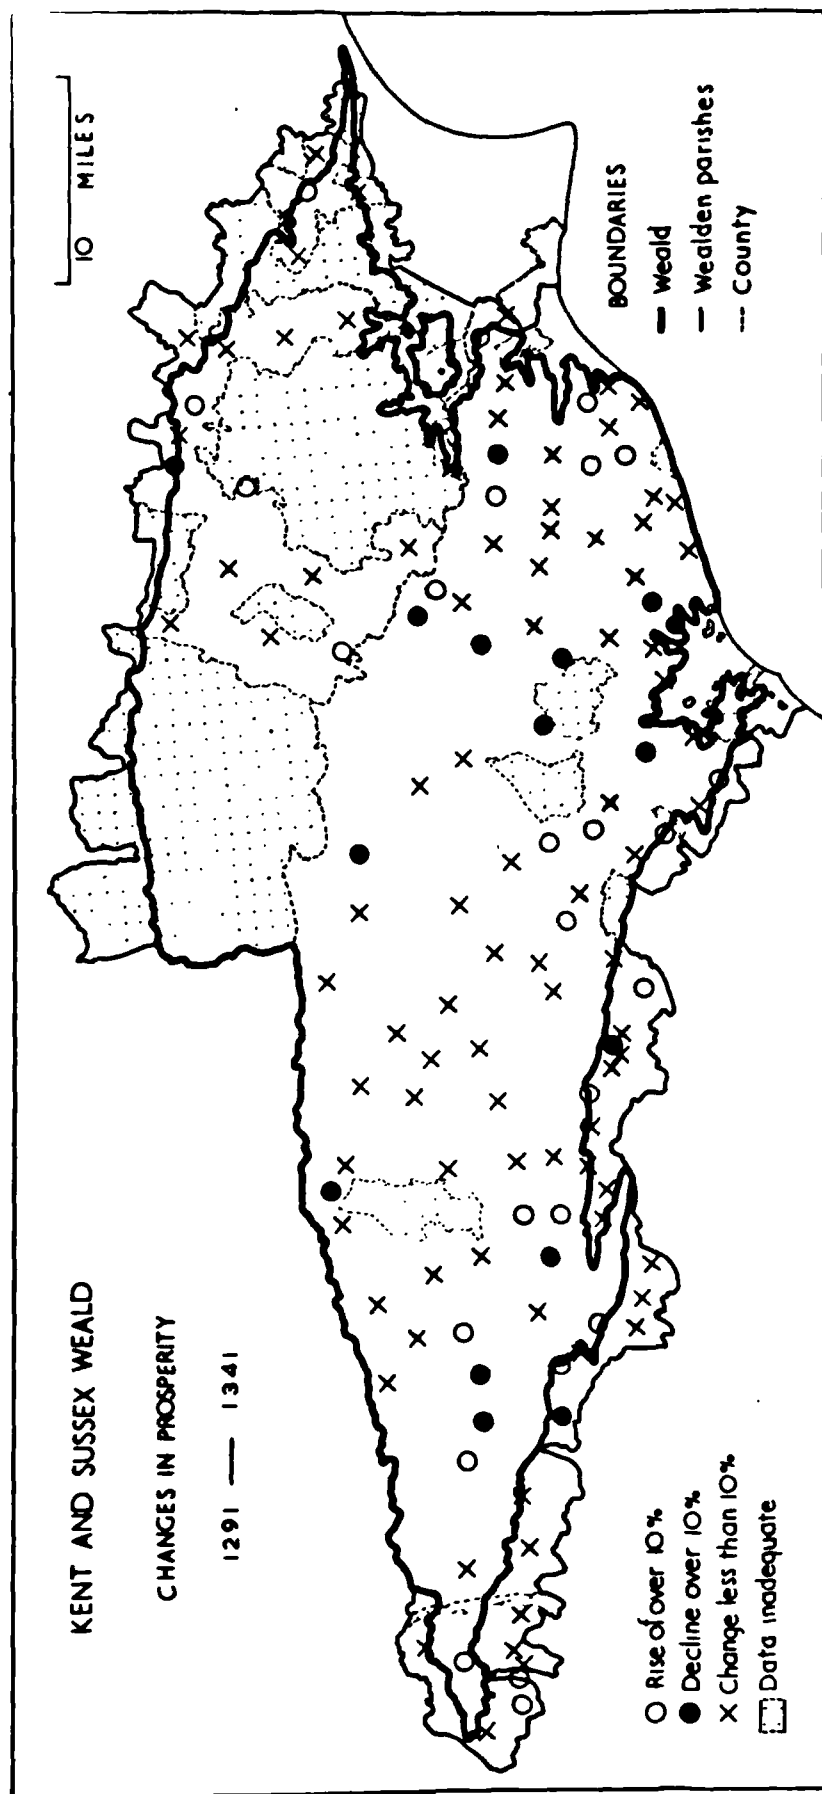 KENT AND SUSSEX WEALD
CHANGES IN PROSPERITY
1291 — 1341
10 MILES
BOUNDARIES
Weald
Wealden parishes
County
Rise of over 10%
Decline over 10%
Change less than 10%
Data inadequate